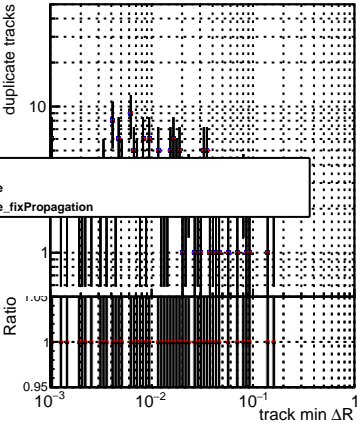 duplicate tracks
10
e
e_fixPropagation
1
1.05
Ratio
1
0.95
10⁻³
10⁻²
10⁻¹
1
track min ΔR